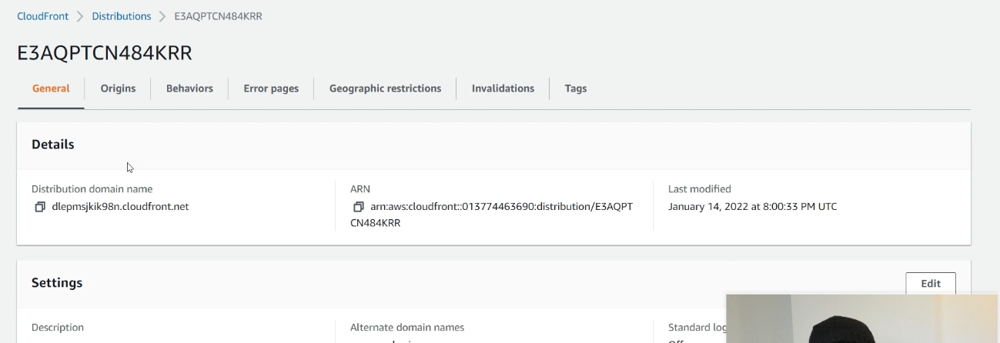 CloudFront > Distributions > E3AQPTCN484KRR
E3AQPTCN484KRR
General Origins Behaviors Error pages Geographic restrictions Invalidations Tags
Details
Distribution domain name ARN Last modified
dlepmsjkik98n.cloudfront.net arn:aws:cloudfront::013774463690:distribution/E3AQPT January 14, 2022 at 8:00:33 PM UTC
CN484KRR
Settings Edit
Description Alternate domain names Standard log